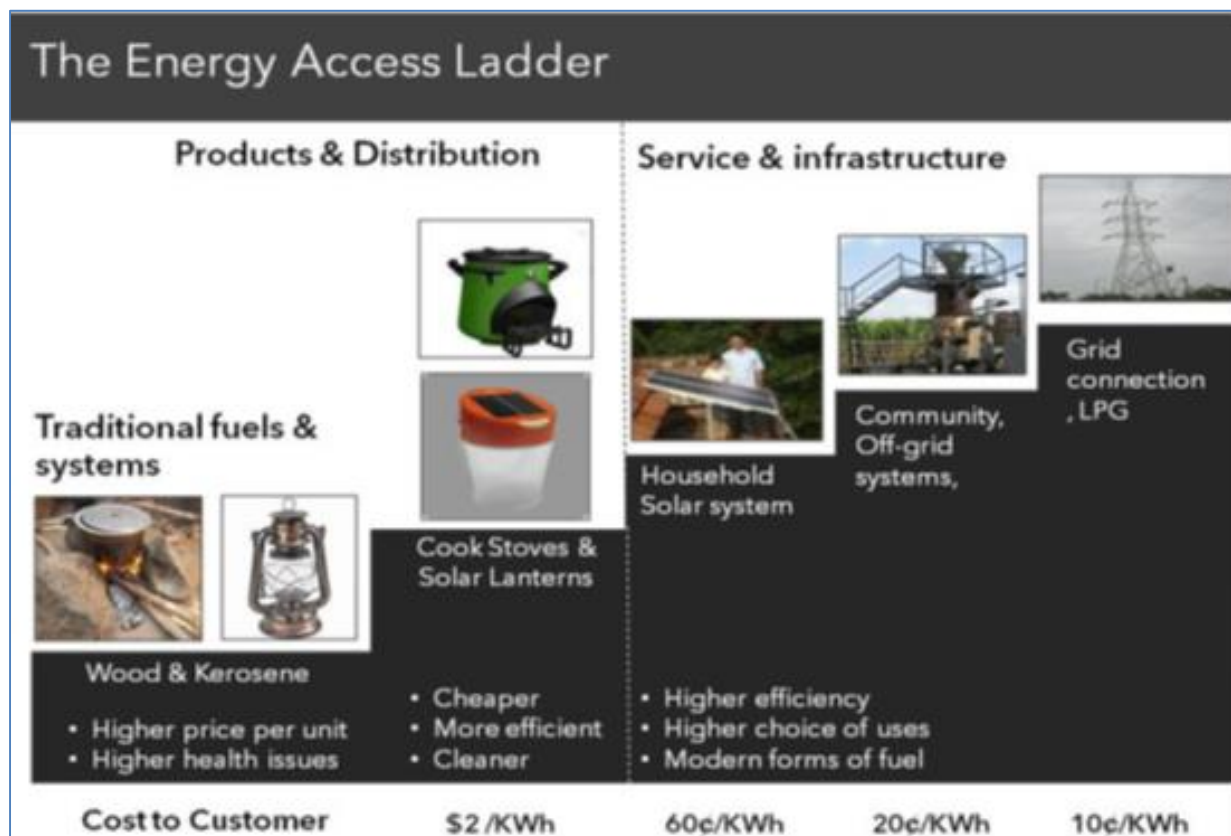 The Energy Access Ladder
Products & Distribution
Service & infrastructure
Traditional fuels &
systems
Wood & Kerosene
• Higher price per unit
• Higher health issues
Cook Stoves &
Solar Lanterns
• Cheaper
• More efficient
• Cleaner
Household
Solar system
Community,
Off-grid
systems,
Grid
connection
, LPG
• Higher efficiency
• Higher choice of uses
• Modern forms of fuel
Cost to Customer
$2/KWh
60¢/KWh
20¢/KWh
10¢/KWh